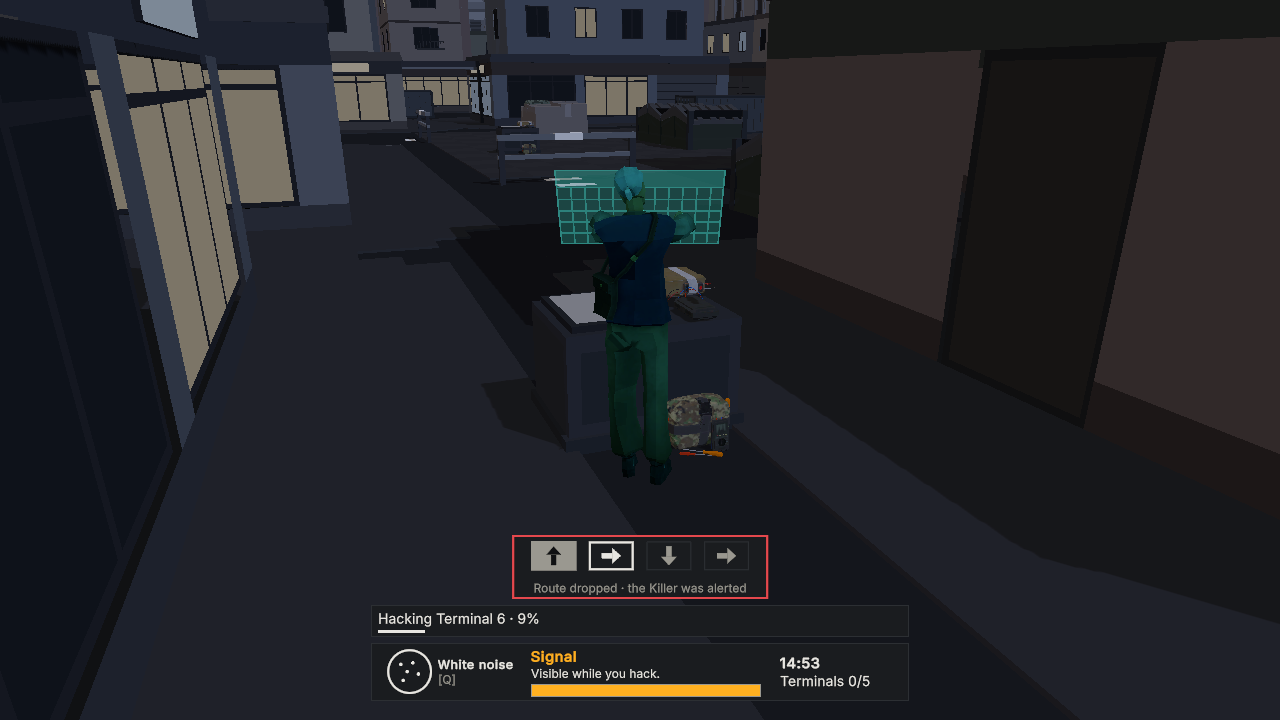 Route dropped · the Killer was alerted
Hacking Terminal 6 · 9%
White noise
[Q]
Signal
Visible while you hack.
14:53
Terminals 0/5